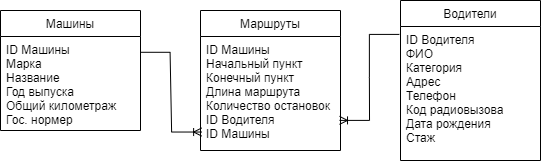 Машины
ID Машины
Марка
Название
Год выпуска
Общий километраж
Гос. нормер
Маршруты
ID Машины
Начальный пункт
Конечный пункт
Длина маршрута
Количество остановок
ID Водителя
ID Машины
Водители
ID Водителя
ФИО
Категория
Адрес
Телефон
Код радиовызова
Дата рождения
Стаж